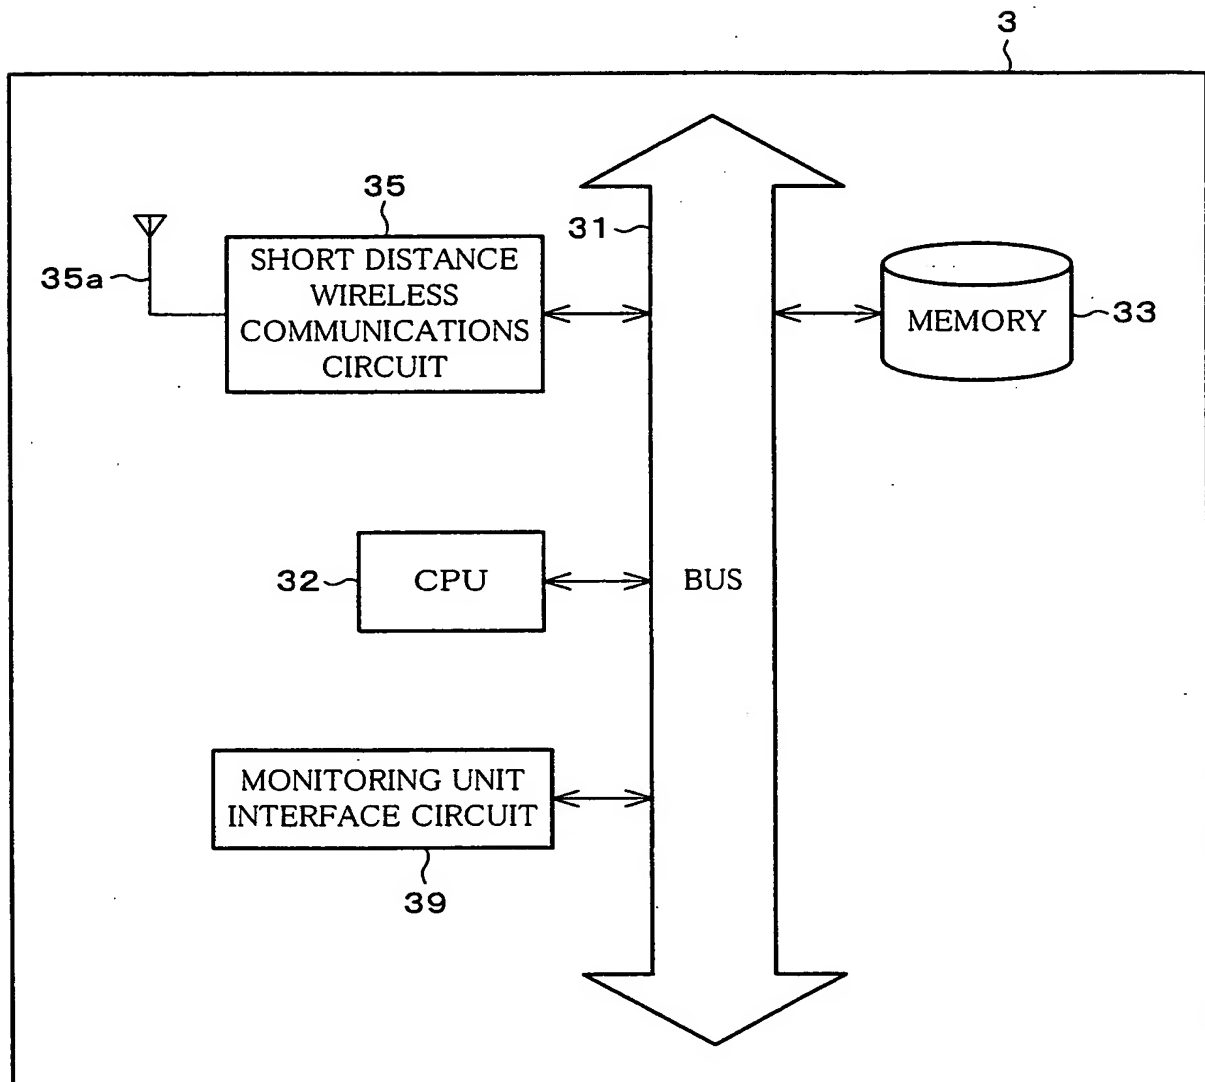 3
35
31
35a
SHORT DISTANCE
WIRELESS
COMMUNICATIONS
CIRCUIT
MEMORY
33
32
CPU
BUS
MONITORING UNIT
INTERFACE CIRCUIT
39